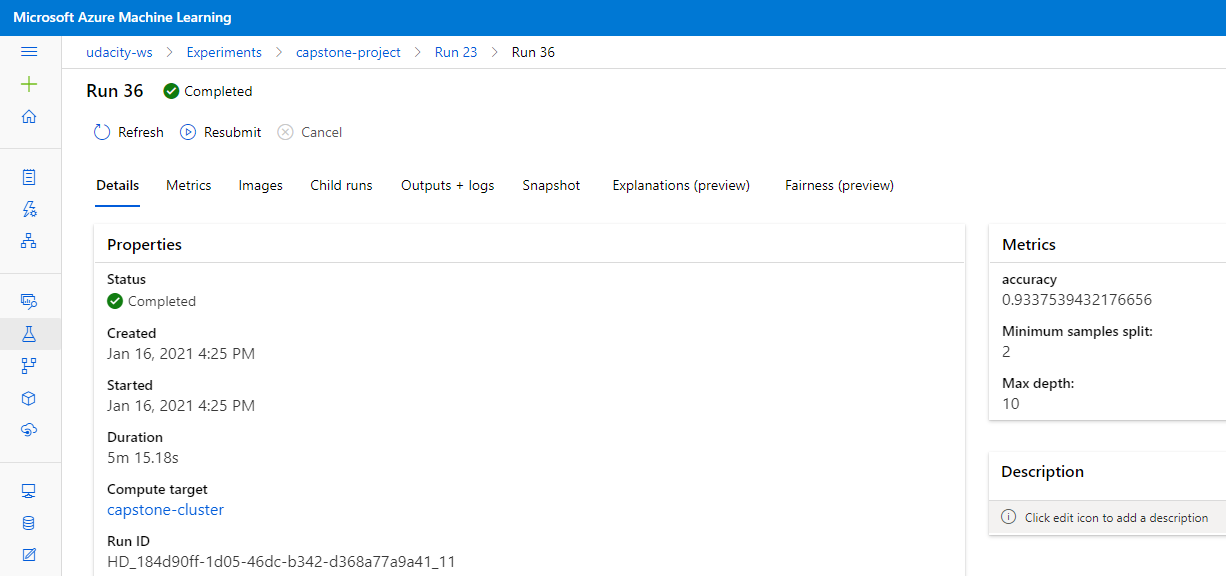 Microsoft Azure Machine Learning
udacity-ws > Experiments > capstone-project > Run 23 > Run 36
Run 36 Completed
Refresh Resubmit Cancel
Details Metrics Images Child runs Outputs + logs Snapshot Explanations (preview) Fairness (preview)
Properties
Status
Completed
Created
Jan 16, 2021 4:25 PM
Started
Jan 16, 2021 4:25 PM
Duration
5m 15.18s
Compute target
capstone-cluster
Run ID
HD_184d90ff-1d05-46dc-b342-d368a77a9a41_11
Metrics
accuracy
0.9337539432176656
Minimum samples split:
2
Max depth:
10
Description
Click edit icon to add a description